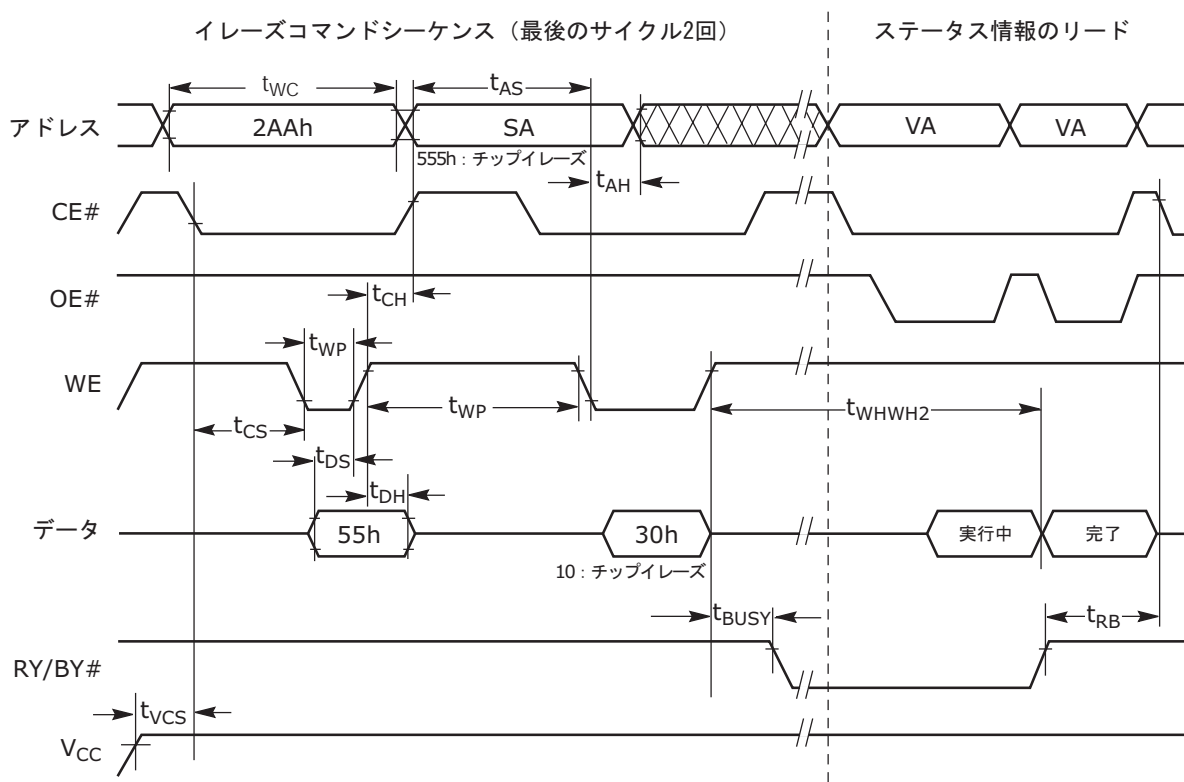 イレーズコマンドシーケンス（最後のサイクル2回） ステータス情報のリード
tWC tAS
アドレス 2AAh SA VA VA
555h：チップイレーズ
tAH
CE#
OE#
tCH
tWP
WE
tWP tWHWH2
tCS
tDS
tDH
データ 55h 30h 実行中 完了
10：チップイレーズ
tBUSY tRB
RY/BY#
tVCS
VCC